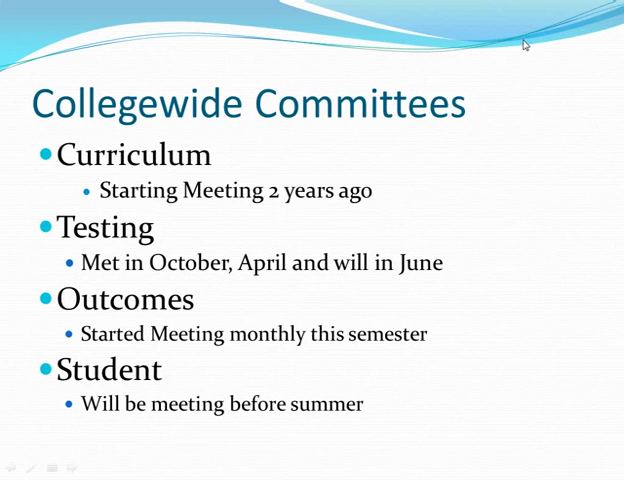 Collegewide Committees
Curriculum
Starting Meeting 2 years ago
Testing
Met in October, April and will in June
Outcomes
Started Meeting monthly this semester
Student
Will be meeting before summer